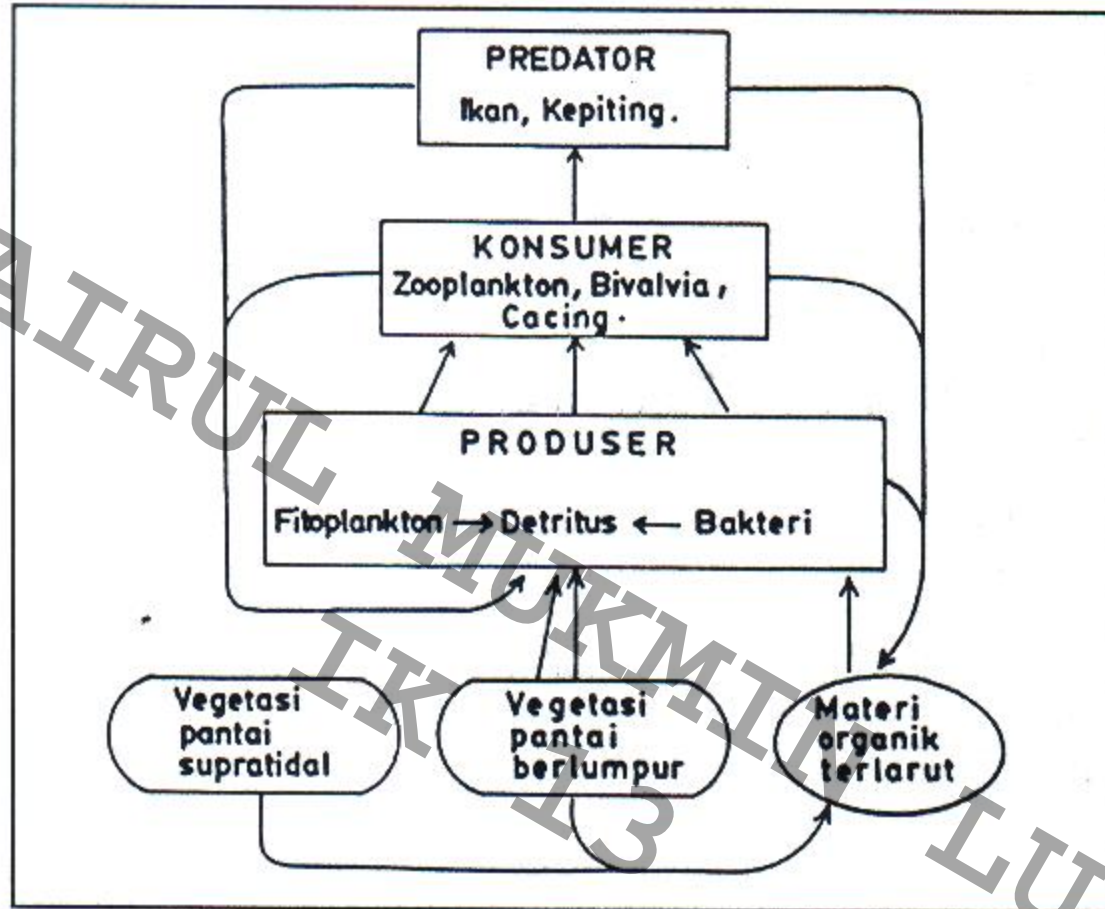 PREDATOR
Ikan, Kepiting.
KONSUMER
Zooplankton, Bivalvia,
Cacing.
PRODUSER
Fitoplankton → Detritus ← Bakteri
Vegetasi
pantai
supratidal
Vegetasi
pantai
berlumpur
Materi
organik
terlarut
AIRUL MUKMIN LU
IK 13